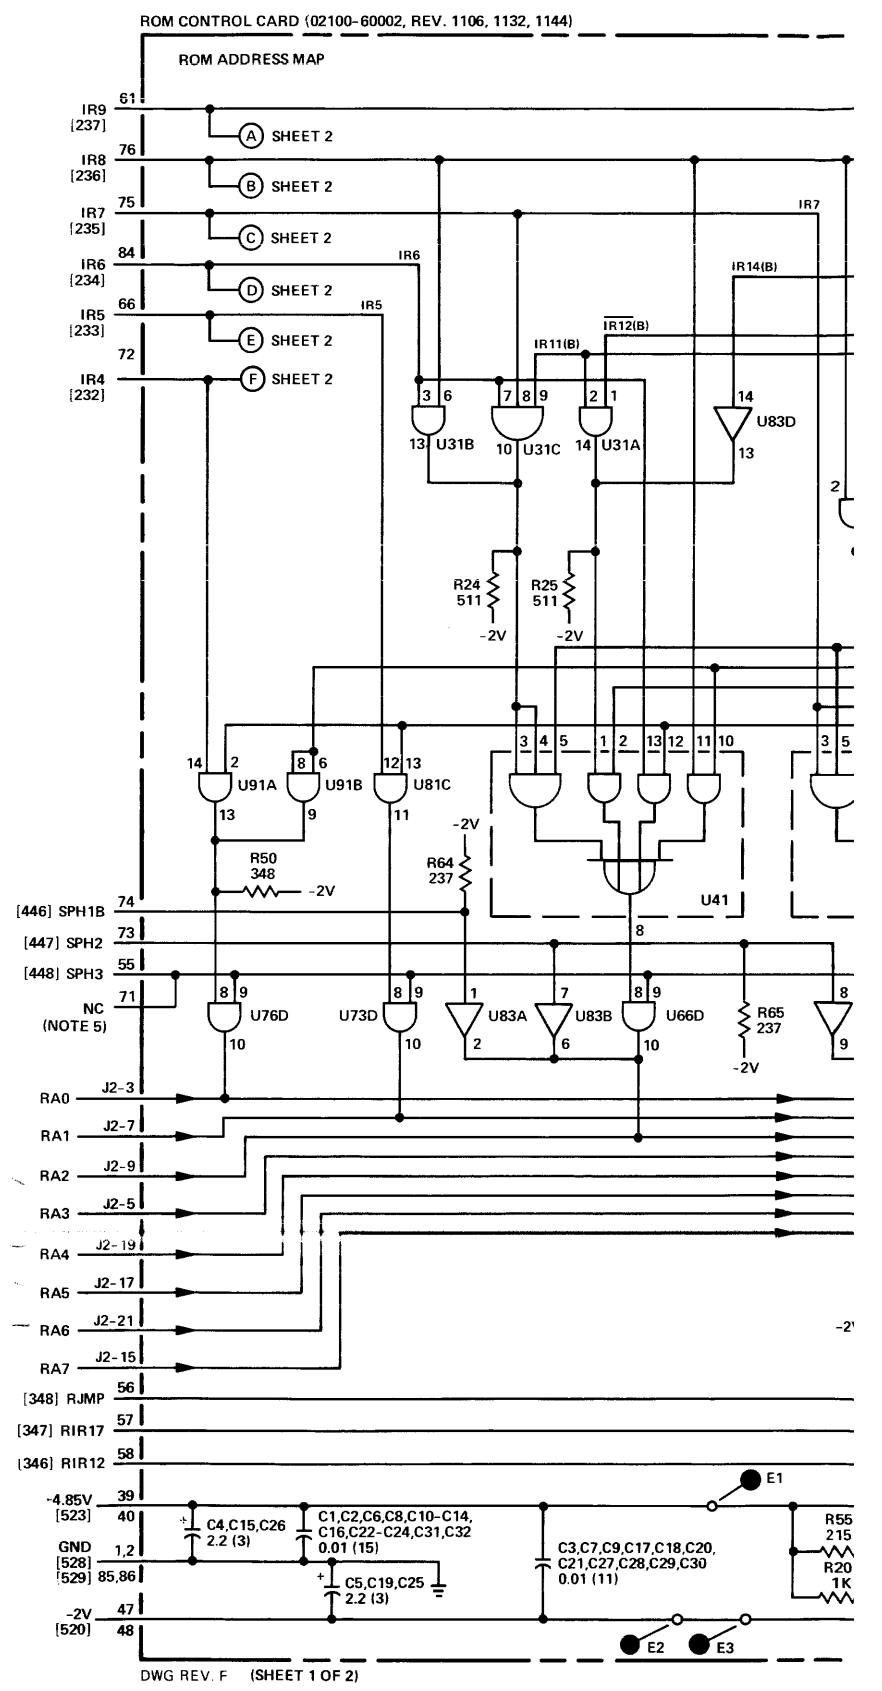 ROM CONTROL CARD (02100-60002, REV. 1106, 1132, 1144)
ROM ADDRESS MAP
61
IR9
[237]
A SHEET 2
76
IR8
[236]
B SHEET 2
75
IR7
[235]
IR7
C SHEET 2
84
IR6
[234]
IR6
IR14(B)
D SHEET 2
66
IR5
[233]
IR5
IR12(B)
E SHEET 2
IR11(B)
72
IR4
[232]
F SHEET 2
3 6 7 8 9 2 1 14
U83D
13 U31B 10 U31C 14 U31A 13
2
R24
511
R25
511
-2V -2V
3 4 5 1 2 13 12 11 10 3 5
14 2 8 6 12 13
U91A U91B U81C
13 9 11
-2V
R50
348
-2V
R64
237
U41
74
[446] SPH1B
73
[447] SPH2
8
55
[448] SPH3
71
NC
(NOTE 5)
8 9 8 9 1 7 8 9 8
U76D U73D U83A U83B U66D
R65
237
10 10 2 6 10 9
-2V
RA0 J2-3
RA1 J2-7
RA2 J2-9
RA3 J2-5
RA4 J2-19
RA5 J2-17
RA6 J2-21
-2V
RA7 J2-15
56
[348] RJMP
57
[347] RIR17
58
[346] RIR12
E1
-4.85V 39
[523] 40
+ C4,C15,C26
2.2 (3)
C1,C2,C6,C8,C10-C14,
C16,C22-C24,C31,C32
0.01 (15)
R55
215
C3,C7,C9,C17,C18,C20,
C21,C27,C28,C29,C30
0.01 (11)
R20
1K
GND
[528] 1,2
[529] 85,86
+ C5,C19,C25
2.2 (3)
-2V 47
[520] 48
E2 E3
DWG REV. F (SHEET 1 OF 2)